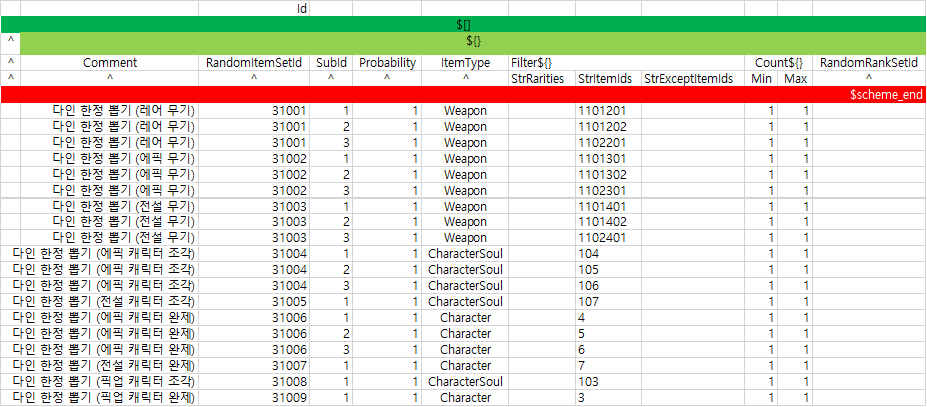 Id
$[]
^ ${}
^ Comment RandomItemSetId SubId Probability ItemType Filter${} Count${} RandomRankSetId
^ ^ ^ ^ ^ ^ StrRarities StrItemIds StrExceptItemIds Min Max ^
$scheme_end
다인 한정 뽑기 (레어 무기) 31001 1 1 Weapon 1101201 1 1
다인 한정 뽑기 (레어 무기) 31001 2 1 Weapon 1101202 1 1
다인 한정 뽑기 (레어 무기) 31001 3 1 Weapon 1102201 1 1
다인 한정 뽑기 (에픽 무기) 31002 1 1 Weapon 1101301 1 1
다인 한정 뽑기 (에픽 무기) 31002 2 1 Weapon 1101302 1 1
다인 한정 뽑기 (에픽 무기) 31002 3 1 Weapon 1102301 1 1
다인 한정 뽑기 (전설 무기) 31003 1 1 Weapon 1101401 1 1
다인 한정 뽑기 (전설 무기) 31003 2 1 Weapon 1101402 1 1
다인 한정 뽑기 (전설 무기) 31003 3 1 Weapon 1102401 1 1
다인 한정 뽑기 (에픽 캐릭터 조각) 31004 1 1 CharacterSoul 104 1 1
다인 한정 뽑기 (에픽 캐릭터 조각) 31004 2 1 CharacterSoul 105 1 1
다인 한정 뽑기 (에픽 캐릭터 조각) 31004 3 1 CharacterSoul 106 1 1
다인 한정 뽑기 (전설 캐릭터 조각) 31005 1 1 CharacterSoul 107 1 1
다인 한정 뽑기 (에픽 캐릭터 완제) 31006 1 1 Character 4 1 1
다인 한정 뽑기 (에픽 캐릭터 완제) 31006 2 1 Character 5 1 1
다인 한정 뽑기 (에픽 캐릭터 완제) 31006 3 1 Character 6 1 1
다인 한정 뽑기 (전설 캐릭터 완제) 31007 1 1 Character 7 1 1
다인 한정 뽑기 (픽업 캐릭터 조각) 31008 1 1 CharacterSoul 103 1 1
다인 한정 뽑기 (픽업 캐릭터 완제) 31009 1 1 Character 3 1 1